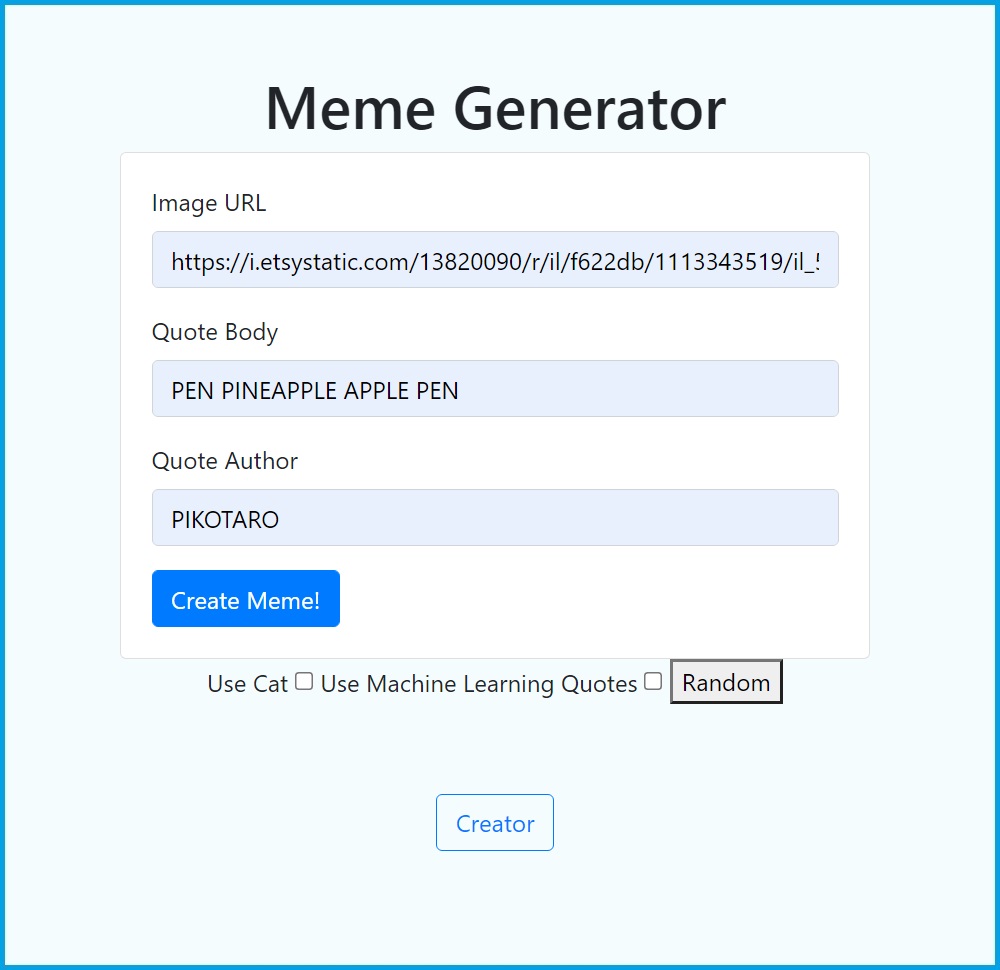 Meme Generator
Image URL
https://i.etsystatic.com/13820090/r/il/f622db/1113343519/il_
Quote Body
PEN PINEAPPLE APPLE PEN
Quote Author
PIKOTARO
Create Meme!
Use Cat Use Machine Learning Quotes Random
Creator